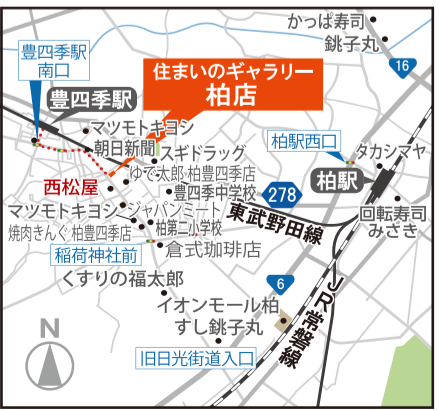 かっぱ寿司
銚子丸
16
豊四季駅
南口
住まいのギャラリー
柏店
豊四季駅
マツモトキヨシ
朝日新聞
スギドラッグ
柏駅西口
タカシマヤ
ゆで太郎・柏豊四季店
西松屋
豊四季中学校
278
柏駅
マツモトキヨシ
ジャパンミート
東武野田線
回転寿司
みさき
焼肉きんぐ・柏豊四季店
柏第二小学校
稲荷神社前
倉式珈琲店
くすりの福太郎
6
JR常磐線
イオンモール柏
すし銚子丸
N
旧日光街道入口